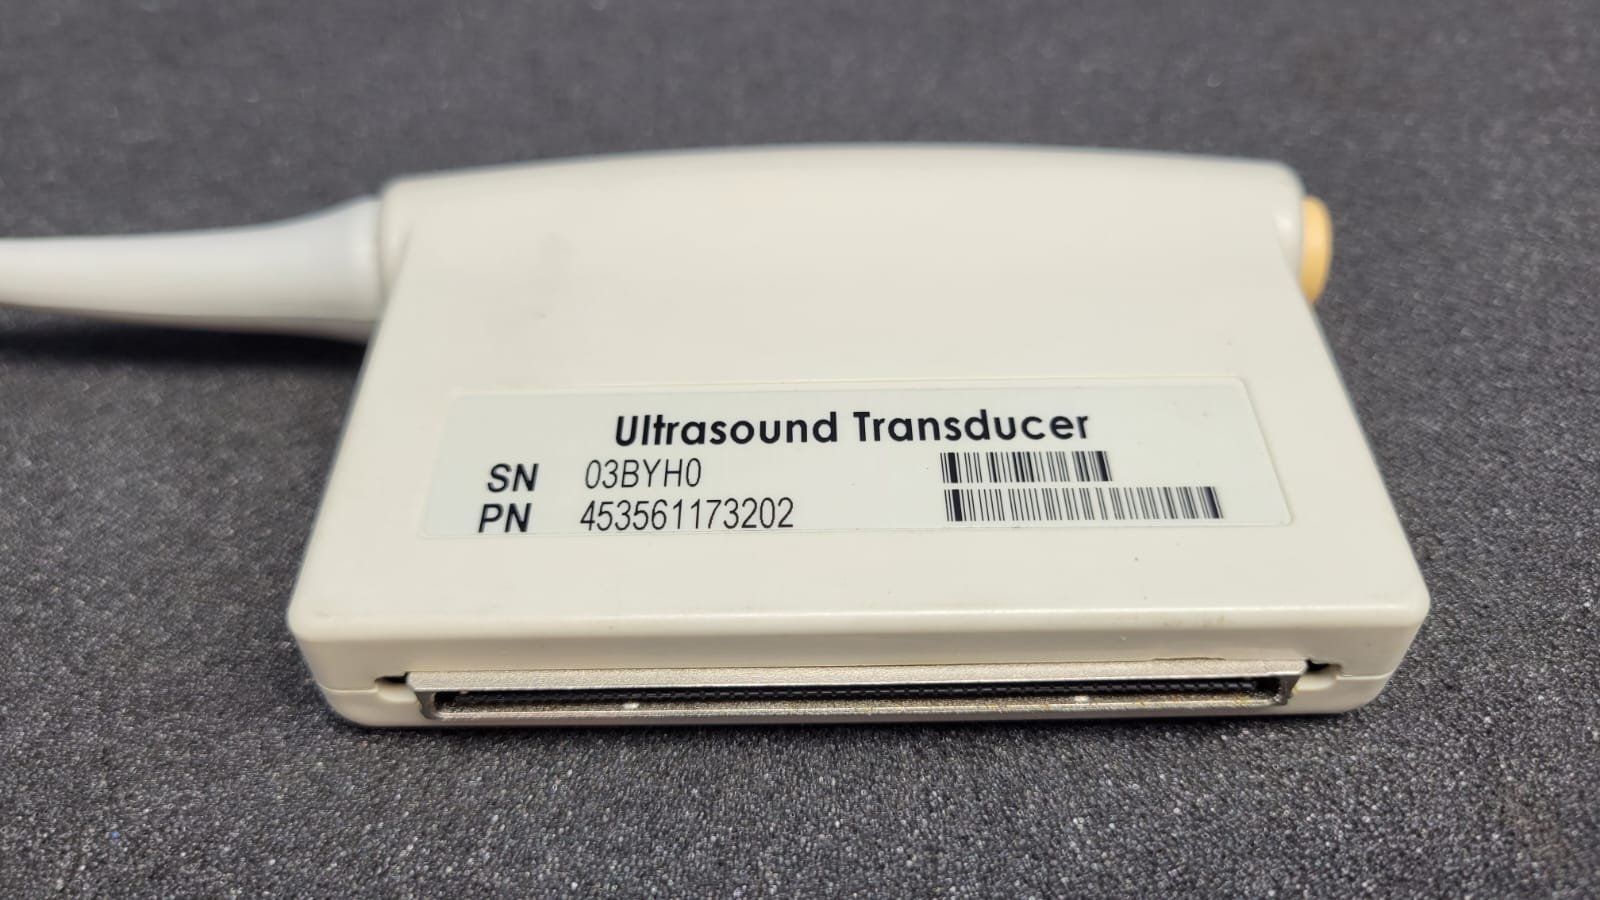 Ultrasound Transducer
SN 03BYH0
PN 453561173202